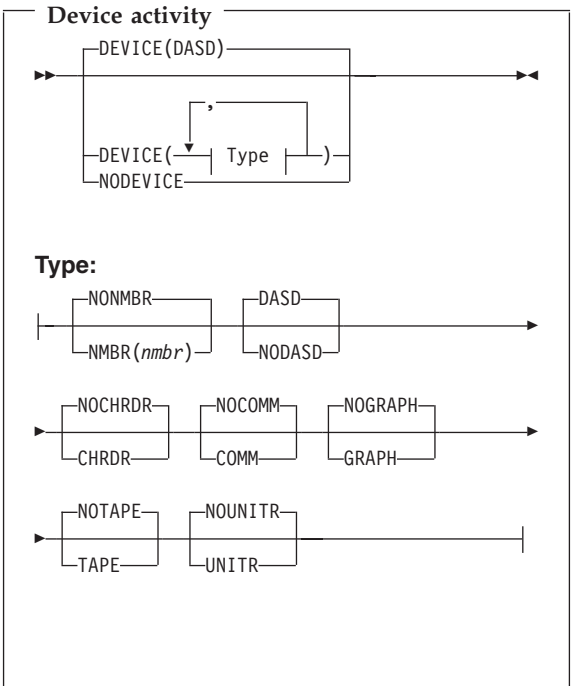 Device activity
DEVICE(DASD)
,
DEVICE( Type )
NODEVICE
Type:
NONMBR DASD
NMBR(nmbr) NODASD
NOCHRDR NOCOMM NOGRAPH
CHRDR COMM GRAPH
NOTAPE NOUNITR
TAPE UNITR